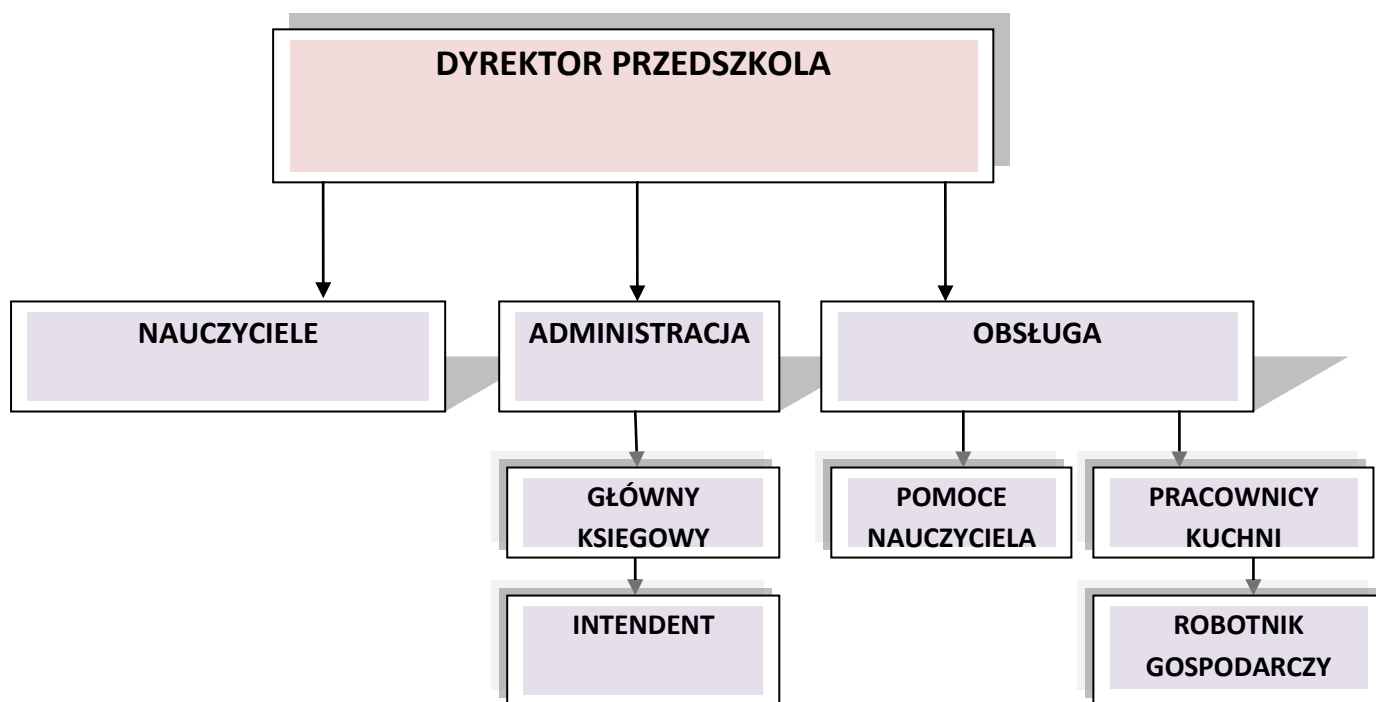 DYREKTOR PRZEDSZKOLA
NAUCZYCIELE
ADMINISTRACJA
OBSŁUGA
GŁÓWNY
KSIĘGOWY
POMOCE
NAUCZYCIELA
PRACOWNICY
KUCHNI
INTENDENT
ROBOTNIK
GOSPODARCZY